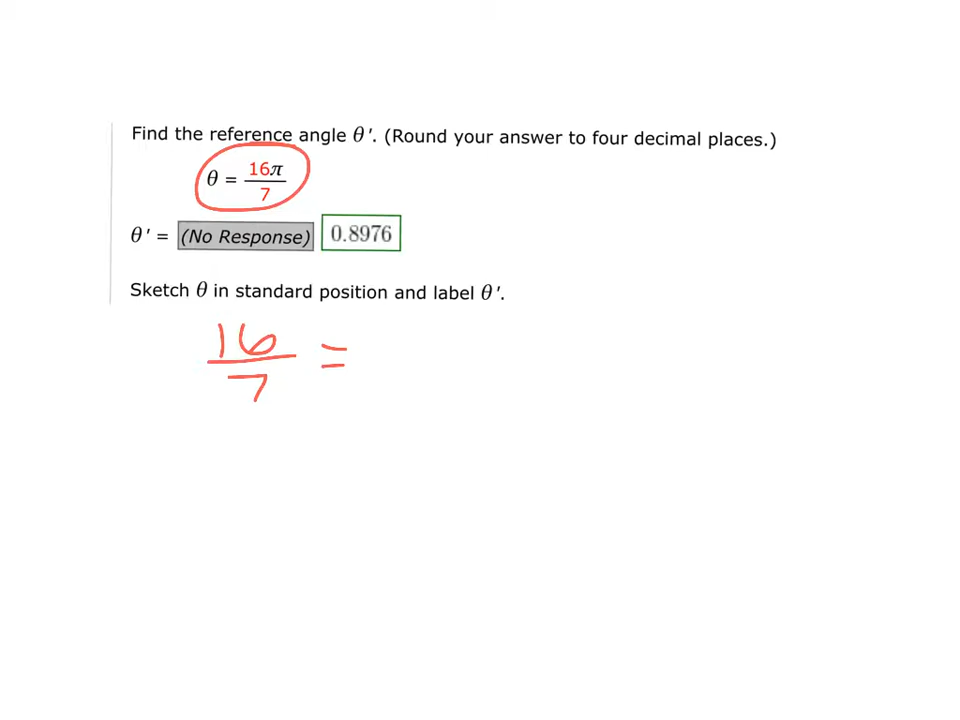 Find the reference angle θ'. (Round your answer to four decimal places.)
θ = 16π/7
θ' = (No Response) 0.8976
Sketch θ in standard position and label θ'.
16/7 =